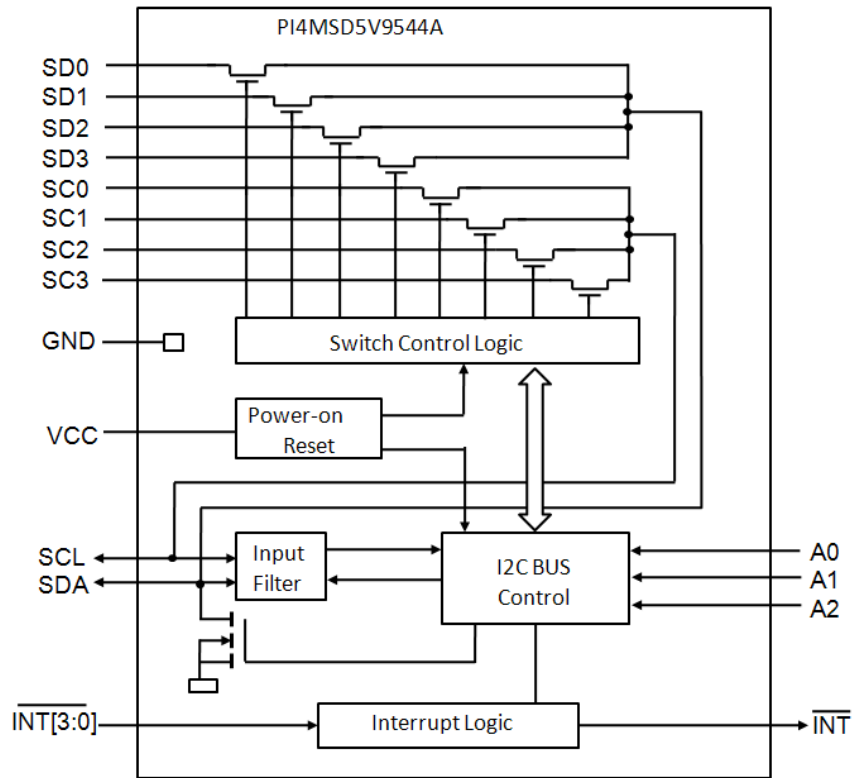 PI4MSD5V9544A
SD0
SD1
SD2
SD3
SC0
SC1
SC2
SC3
GND
Switch Control Logic
VCC
Power-on
Reset
SCL
SDA
Input
Filter
I2C BUS
Control
A0
A1
A2
INT[3:0]
Interrupt Logic
INT